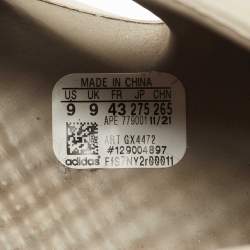 MADE IN CHINA
US UK FR JP CHN
9 9 43 275 265
APE 779001 11/21
ART GX4472
#129004897
adidas F1S7NY2r00011